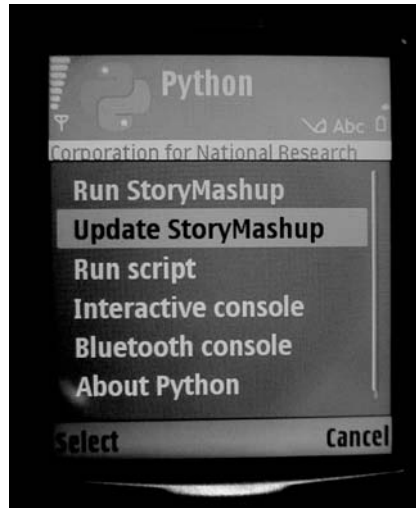 Python
Abc
Corporation for National Research
Run StoryMashup
Update StoryMashup
Run script
Interactive console
Bluetooth console
About Python
Select Cancel